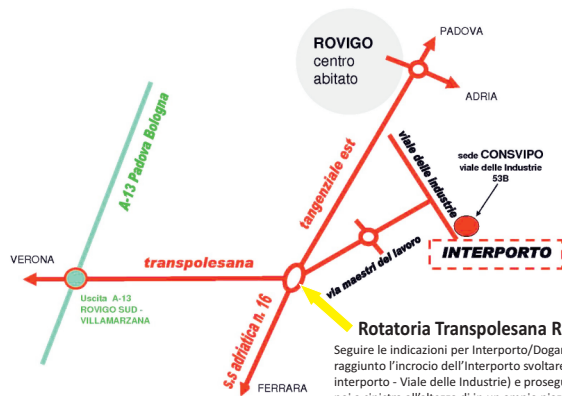 PADOVA
ROVIGO
centro
abitato
ADRIA
A-13 Padova Bologna
tangenziale est
viale delle industrie
sede CONSVIPO
viale delle Industrie
53B
VERONA
transpolesana
via maestri del lavoro
INTERPORTO
Uscita A-13
ROVIGO SUD -
VILLAMARZANA
s.s adriatica n. 16
FERRARA
Rotatoria Transpolesana R
Seguire le indicazioni per Interporto/Dogan
raggiunto l'incrocio dell'Interporto svoltare
interporto - Viale delle Industrie) e prosegu